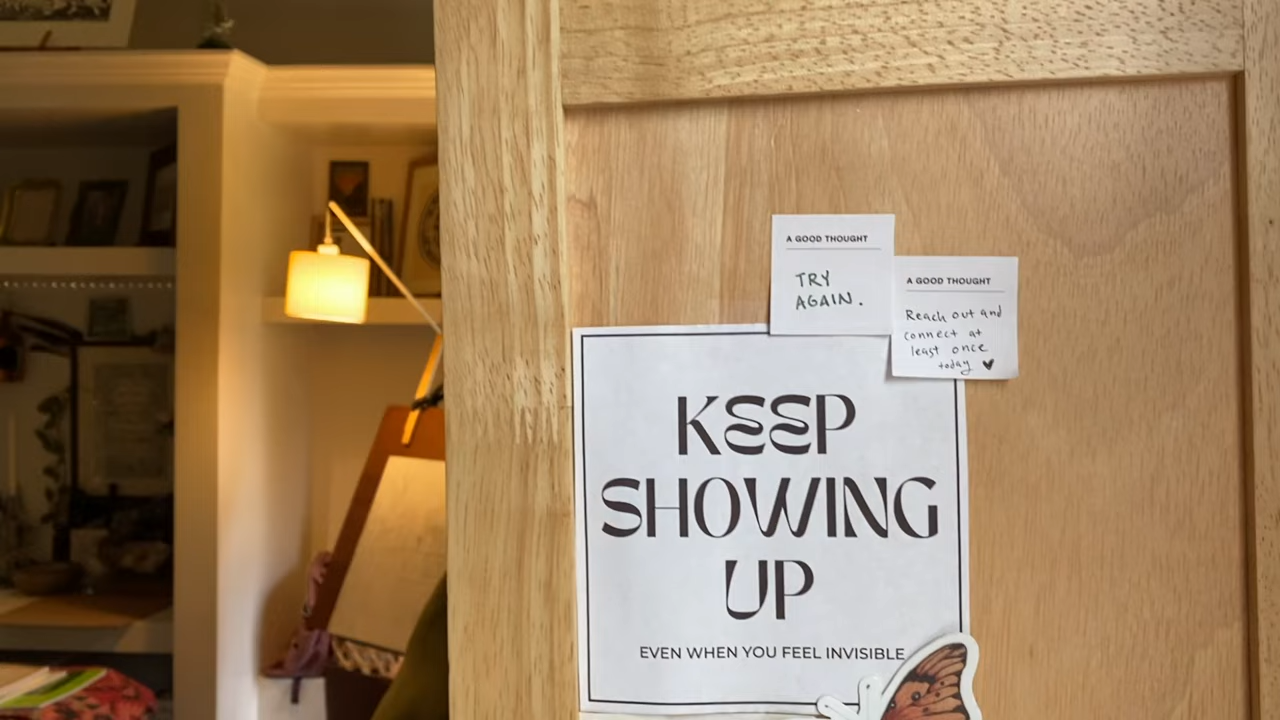 A GOOD THOUGHT
TRY
AGAIN.
A GOOD THOUGHT
Reach out and
connect at
least once
today ♥
KEEP
SHOWING
UP
EVEN WHEN YOU FEEL INVISIBLE